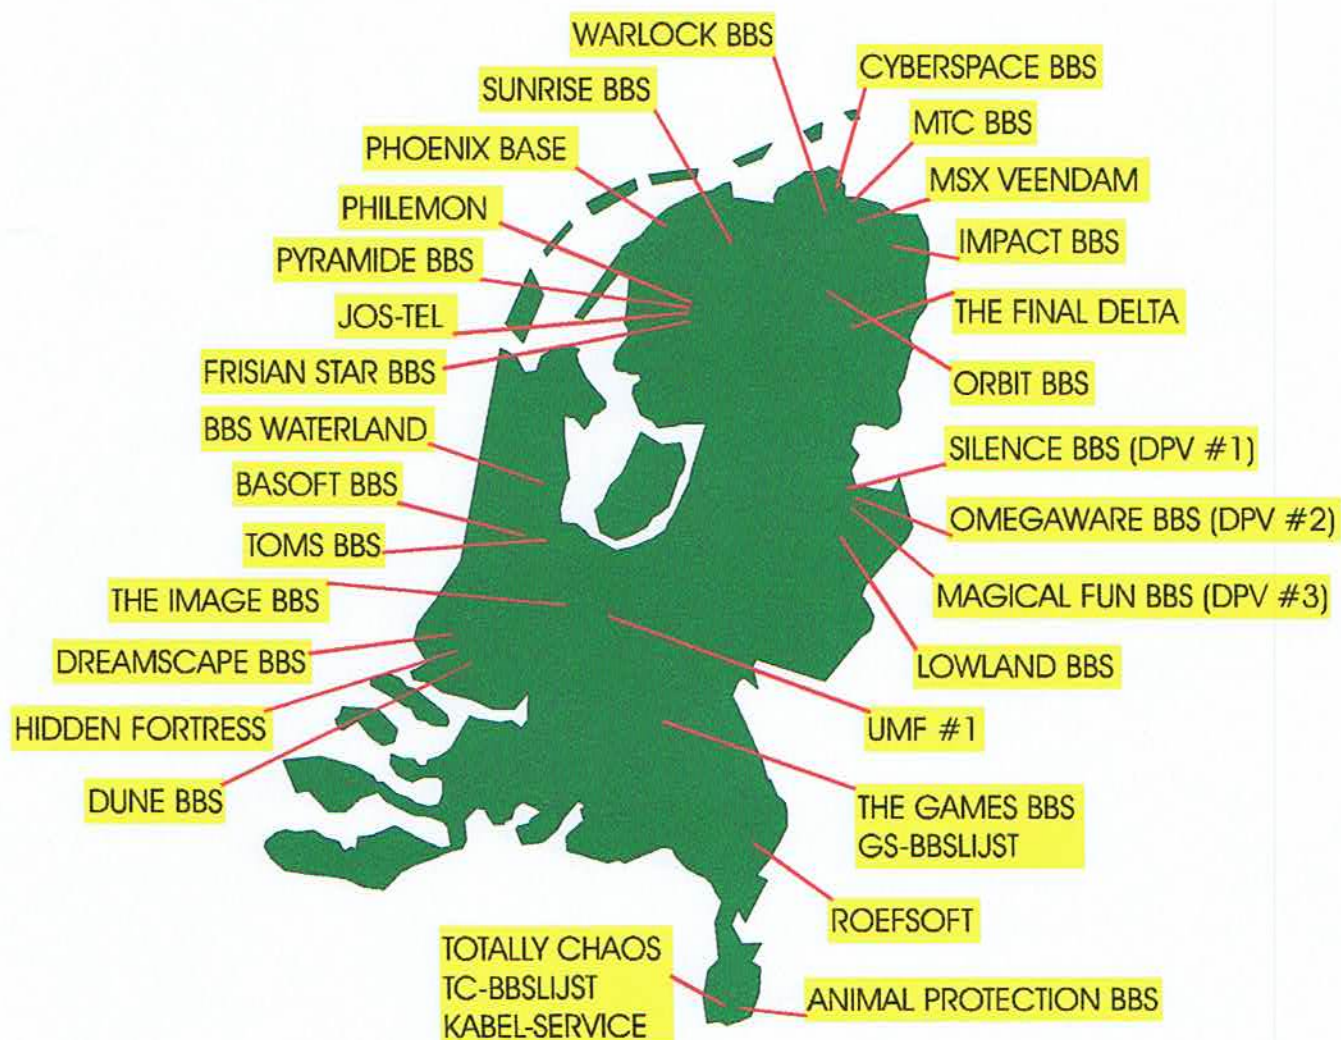 WARLOCK BBS
CYBERSPACE BBS
SUNRISE BBS
MTC BBS
PHOENIX BASE
MSX VEENDAM
PHILEMON
IMPACT BBS
PYRAMIDE BBS
JOS-TEL
THE FINAL DELTA
FRISIAN STAR BBS
ORBIT BBS
BBS WATERLAND
SILENCE BBS (DPV #1)
BASOFT BBS
OMEGAWARE BBS (DPV #2)
TOMS BBS
THE IMAGE BBS
MAGICAL FUN BBS (DPV #3)
DREAMSCAPE BBS
LOWLAND BBS
HIDDEN FORTRESS
UMF #1
DUNE BBS
THE GAMES BBS
GS-BBSLIJST
ROEFSOFT
TOTALLY CHAOS
TC-BBSLIJST
KABEL-SERVICE
ANIMAL PROTECTION BBS